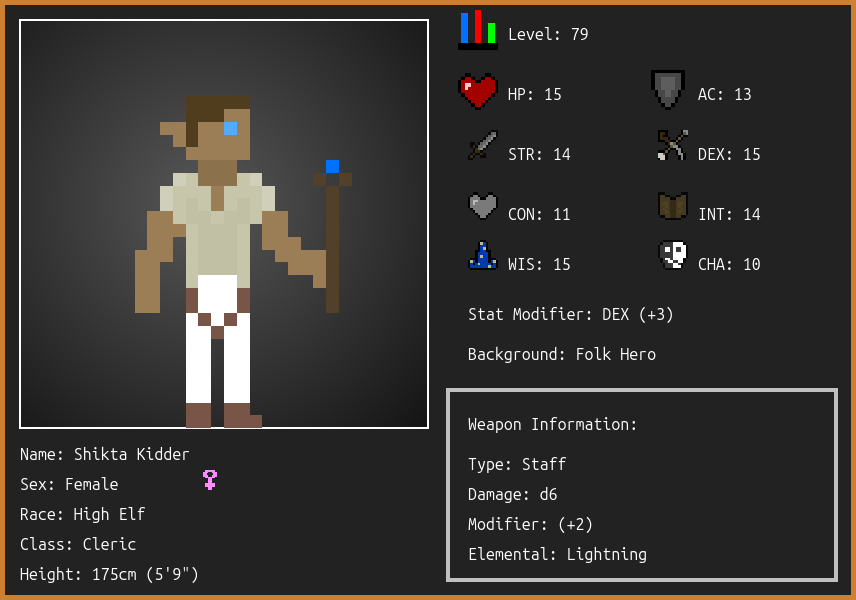 Level: 79
HP: 15
AC: 13
STR: 14
DEX: 15
CON: 11
INT: 14
WIS: 15
CHA: 10
Stat Modifier: DEX (+3)
Background: Folk Hero
Weapon Information:
Type: Staff
Damage: d6
Modifier: (+2)
Elemental: Lightning
Name: Shikta Kidder
Sex: Female
Race: High Elf
Class: Cleric
Height: 175cm (5'9")